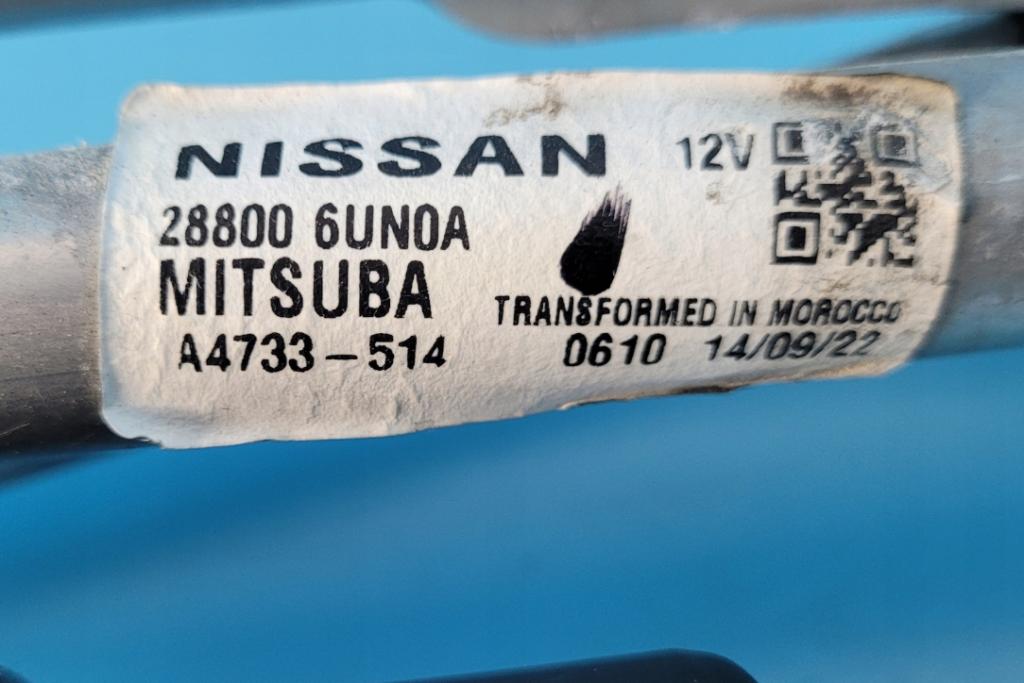 NISSAN 12V
28800 6UN0A
MITSUBA
TRANSFORMED IN MOROCCO
A4733-514 0610 14/09/22